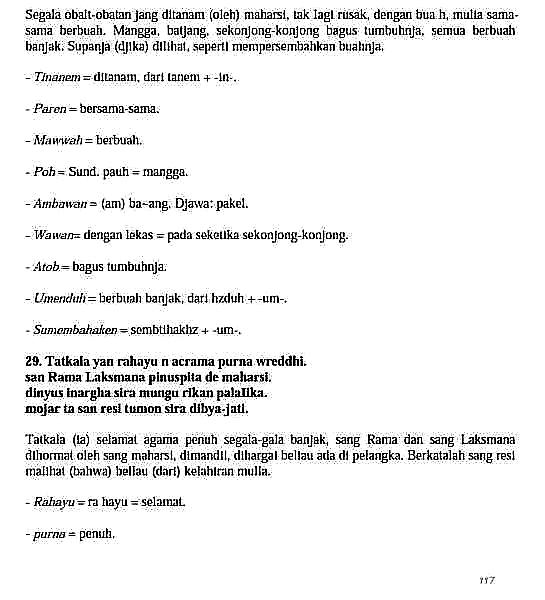 Segala obalt-obatan jang ditanam (oleh) maharsi, tak lagi rusak, dengan bua h, mulia sama-
sama berbuah. Mangga, batjang, sekonjong-konjong bagus tumbuhnja, semua berbuah
banjak. Supanja (djika) dilihat, seperti mempersembahkan buahnja.
- Tinanem = ditanam, dari tanem + -in-.
- Paren = bersama-sama.
- Mawwah = berbuah.
- Poh = Sund. pauh = mangga.
- Ambawan = (am) ba~ang. Djawa: pakel.
- Wawan= dengan lekas = pada seketika sekonjong-konjong.
- Atob = bagus tumbuhnja.
- Umenduh = berbuah banjak, dari hzduh + -um-.
- Sumembahaken = sembtihakhz + -um-.
29. Tatkala yan rahayu n acrama purna wreddhi.
san Rama Laksmana pinuspita de maharsi.
dinyus inargha sira mungu rikan palalika.
mojar ta san resi tumon sira dibya-jati.
Tatkala (ta) selamat agama penuh segala-gala banjak, sang Rama dan sang Laksmana
dihormat oleh sang maharsi, dimandii, dihargai beliau ada di pelangka. Berkatalah sang resi
malihat (bahwa) beliau (dari) kelahiran mulia.
- Rahayu = ra hayu = selamat.
- purna = penuh.
117